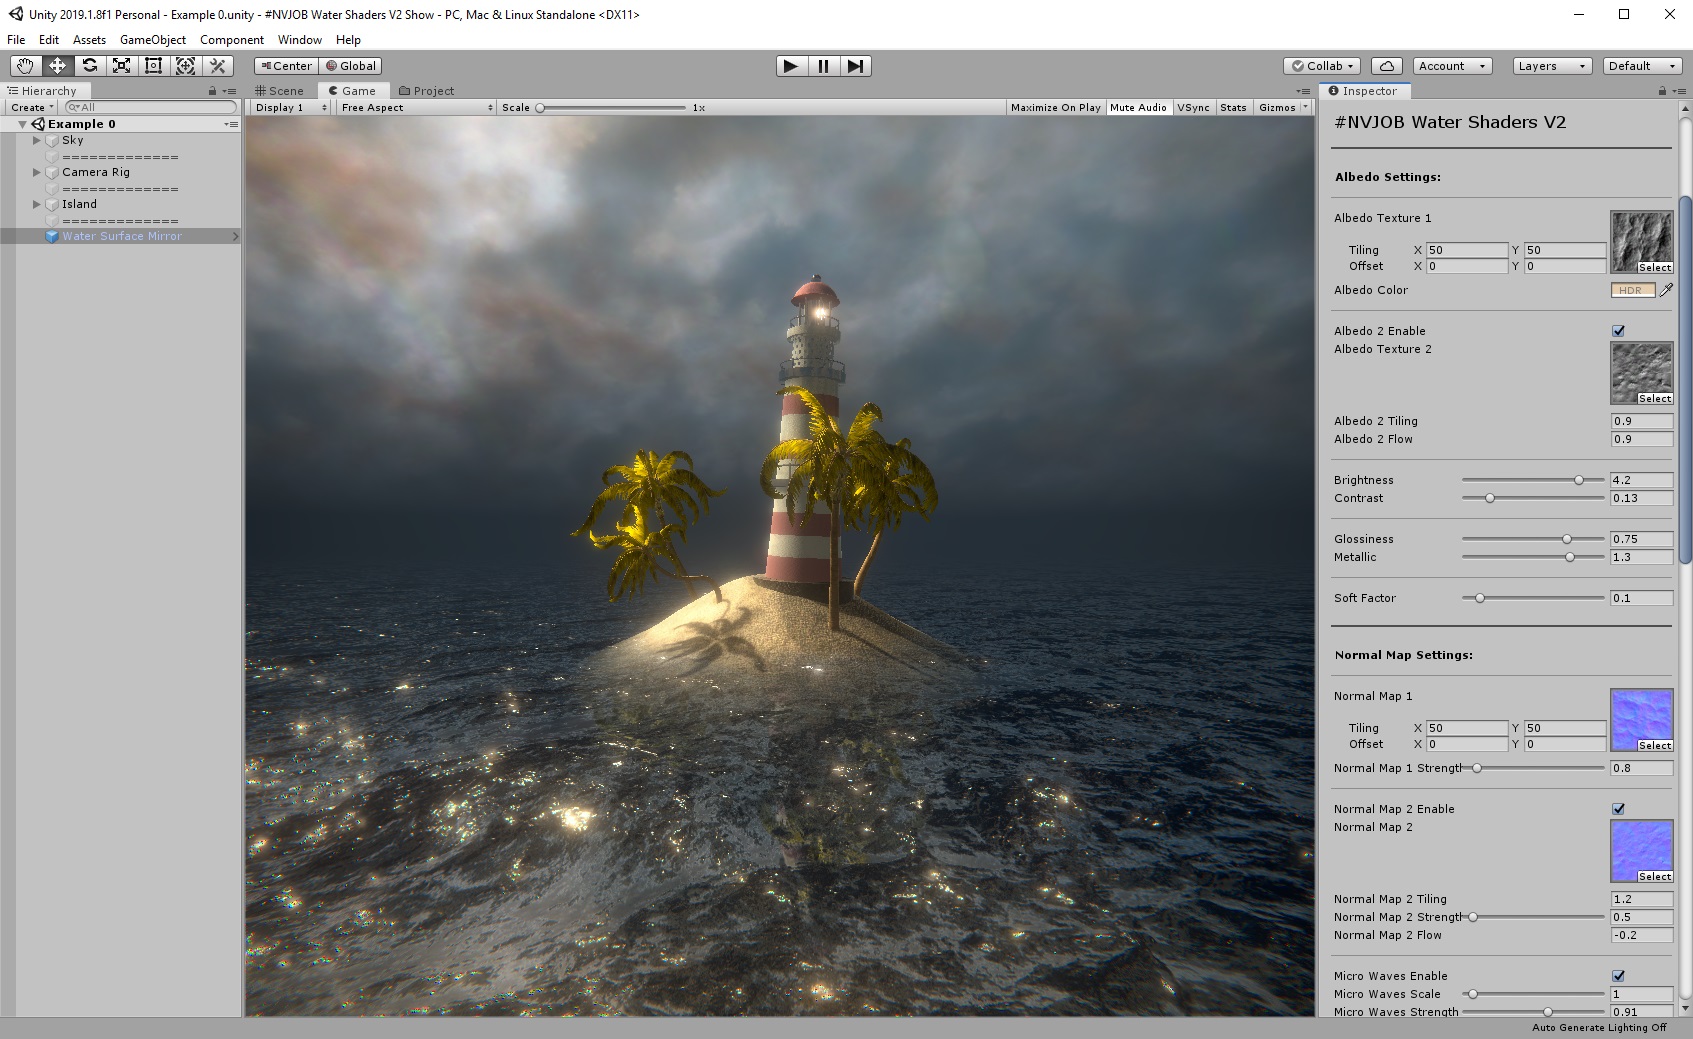 Unity 2019.1.8f1 Personal - Example 0.unity - #NVJOB Water Shaders V2 Show - PC, Mac & Linux Standalone <DX11>
File Edit Assets GameObject Component Window Help
Center Global Collab Account Layers Default
Hierarchy
Create All
Example 0
Sky
=============
Camera Rig
=============
Island
=============
Water Surface Mirror
Scene Game Project
Display 1 Free Aspect Scale 1x Maximize On Play Mute Audio VSync Stats Gizmos
Inspector
#NVJOB Water Shaders V2
Albedo Settings:
Albedo Texture 1
Tiling X 50 Y 50
Offset X 0 Y 0
Select
Albedo Color HDR
Albedo 2 Enable
Albedo Texture 2
Select
Albedo 2 Tiling 0.9
Albedo 2 Flow 0.9
Brightness 4.2
Contrast 0.13
Glossiness 0.75
Metallic 1.3
Soft Factor 0.1
Normal Map Settings:
Normal Map 1
Tiling X 50 Y 50
Offset X 0 Y 0
Select
Normal Map 1 Strengt 0.8
Normal Map 2 Enable
Normal Map 2
Select
Normal Map 2 Tiling 1.2
Normal Map 2 Strengt 0.5
Normal Map 2 Flow -0.2
Micro Waves Enable
Micro Waves Scale 1
Micro Waves Strength 0.91
Auto Generate Lighting Off